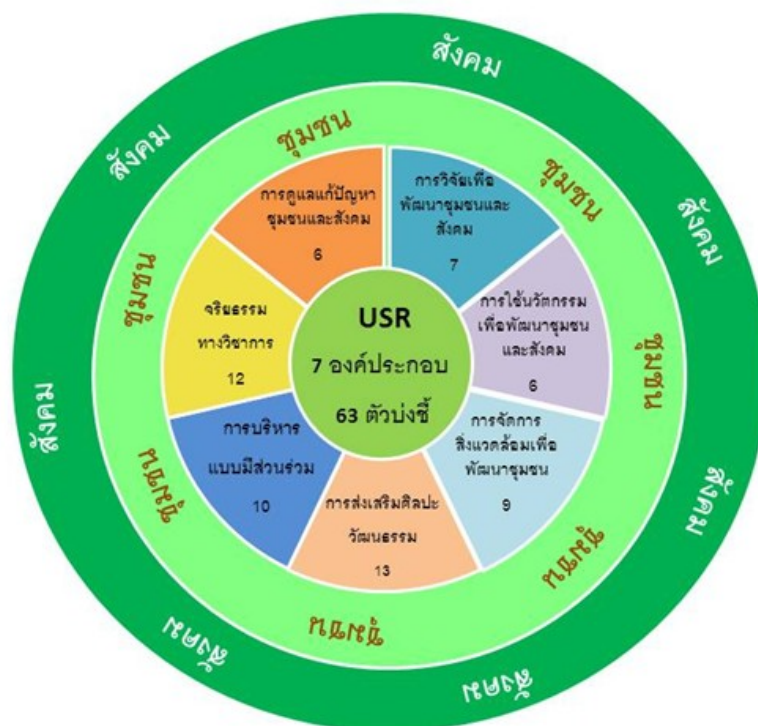 สังคม
สังคม
สังคม
สังคม
สังคม
สังคม
สังคม
ชุมชน
ชุมชน
ชุมชน
ชุมชน
ชุมชน
ชุมชน
ชุมชน
การวิจัยเพื่อ
พัฒนาชุมชนและ
สังคม
7
การใช้นวัตกรรม
เพื่อพัฒนาชุมชน
และสังคม
6
การจัดการ
สิ่งแวดล้อมเพื่อ
พัฒนาชุมชน
9
การส่งเสริมศิลปะ
วัฒนธรรม
13
การบริหาร
แบบมีส่วนร่วม
10
จริยธรรม
ทางวิชาการ
12
การดูแลแก้ปัญหา
ชุมชนและสังคม
6
USR
7 องค์ประกอบ
63 ตัวบ่งชี้